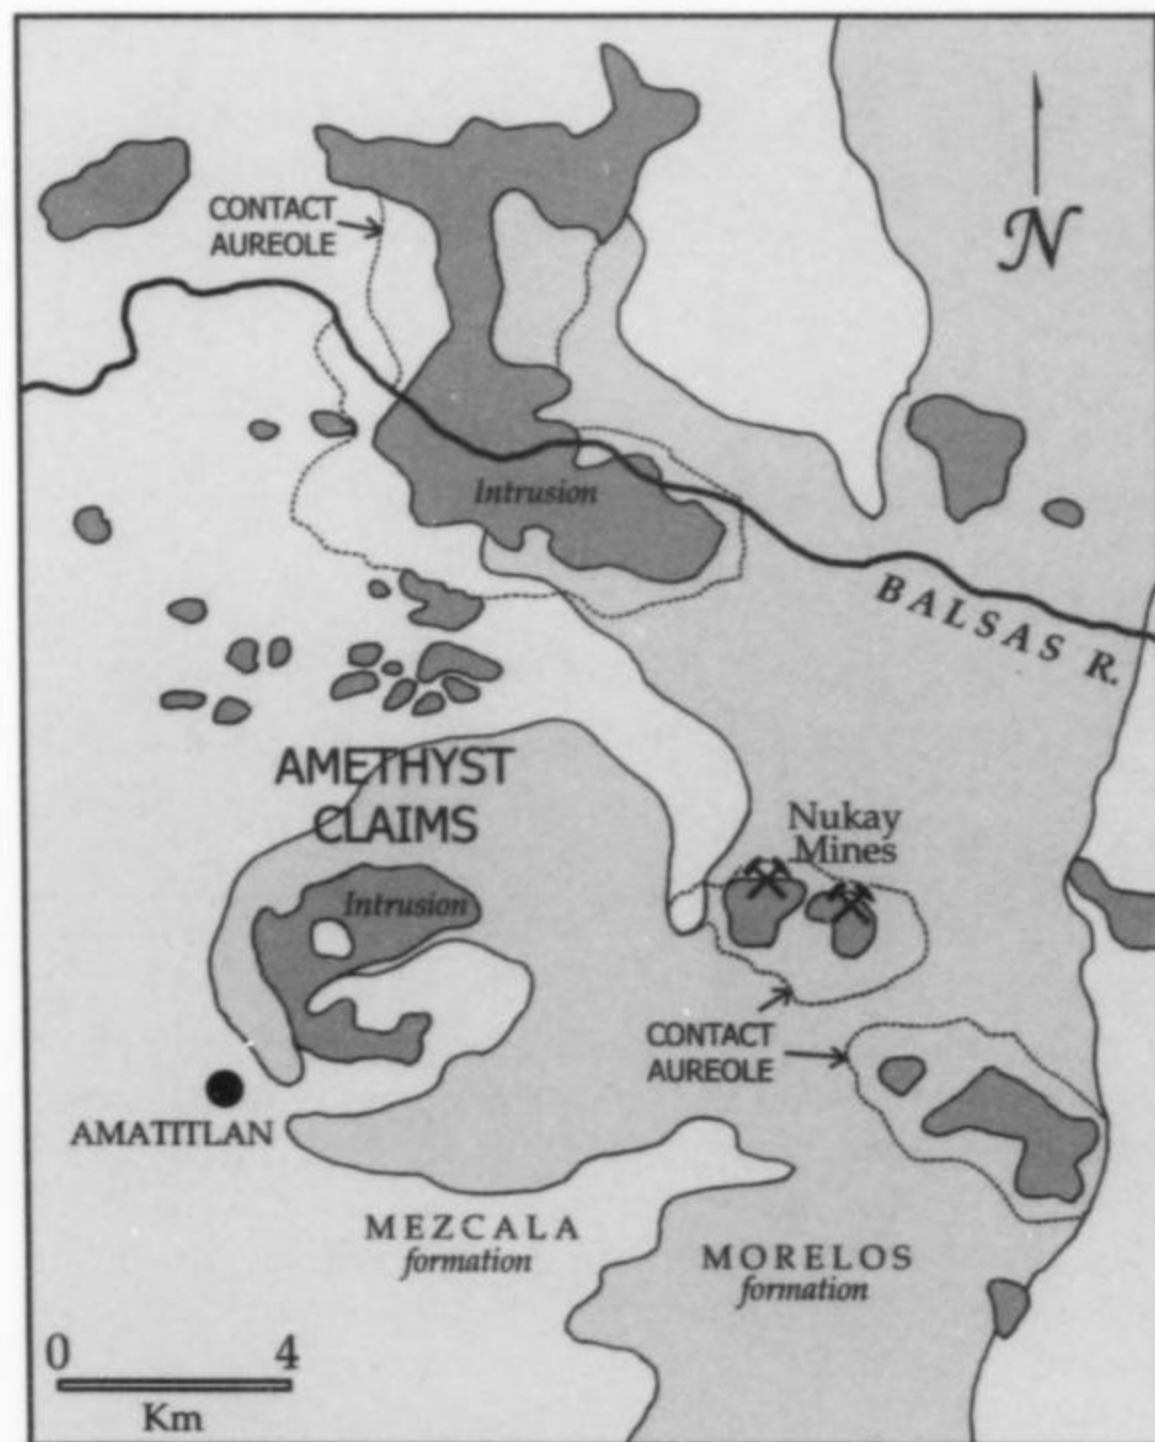 CONTACT
AUREOLE
N
Intrusion
BALSAS R.
AMETHYST
CLAIMS
Nukay
Mines
Intrusion
CONTACT
AUREOLE
AMATITLAN
MEZCALA
formation
MORELOS
formation
0 4
Km